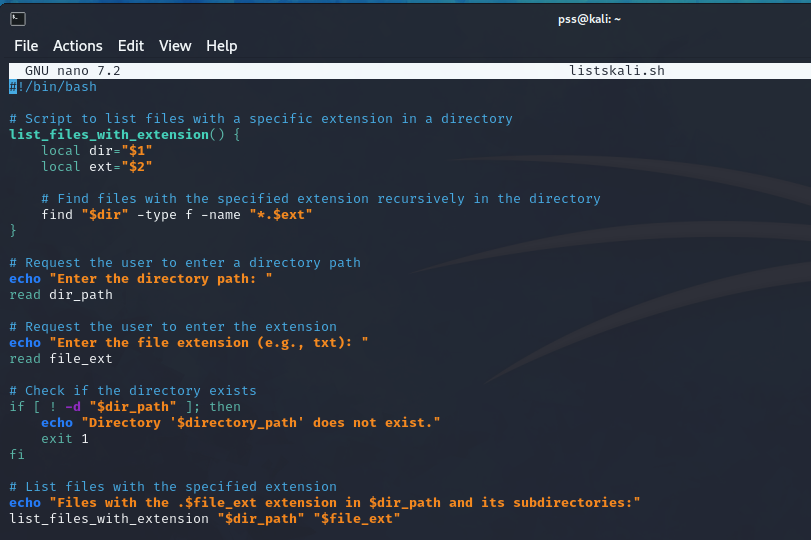 pss@kali: ~
File Actions Edit View Help
GNU nano 7.2 listskali.sh
#!/bin/bash

# Script to list files with a specific extension in a directory
list_files_with_extension() {
    local dir="$1"
    local ext="$2"

    # Find files with the specified extension recursively in the directory
    find "$dir" -type f -name "*.$ext"
}

# Request the user to enter a directory path
echo "Enter the directory path: "
read dir_path

# Request the user to enter the extension
echo "Enter the file extension (e.g., txt): "
read file_ext

# Check if the directory exists
if [ ! -d "$dir_path" ]; then
    echo "Directory '$directory_path' does not exist."
    exit 1
fi

# List files with the specified extension
echo "Files with the .$file_ext extension in $dir_path and its subdirectories:"
list_files_with_extension "$dir_path" "$file_ext"